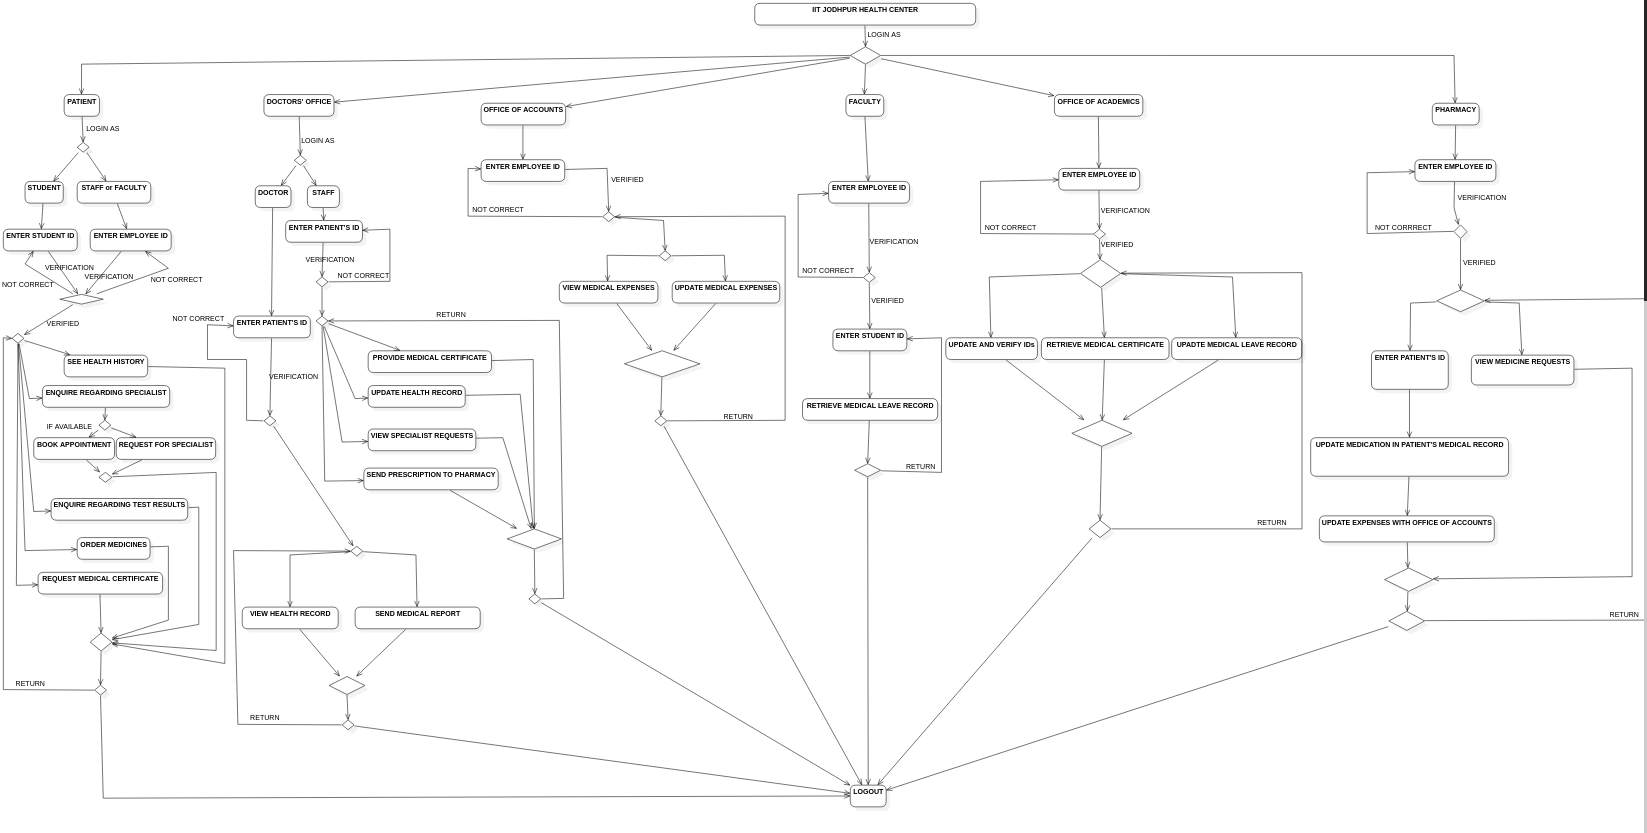 IIT JODHPUR HEALTH CENTER
LOGIN AS
PATIENT
DOCTORS' OFFICE
OFFICE OF ACCOUNTS
FACULTY
OFFICE OF ACADEMICS
PHARMACY
LOGIN AS
LOGIN AS
STUDENT
STAFF or FACULTY
DOCTOR
STAFF
ENTER EMPLOYEE ID
VERIFIED
NOT CORRECT
ENTER EMPLOYEE ID
ENTER EMPLOYEE ID
ENTER EMPLOYEE ID
VERIFICATION
VERIFICATION
NOT CORRECT
NOT CORRRECT
ENTER STUDENT ID
ENTER EMPLOYEE ID
ENTER PATIENT'S ID
VERIFICATION
VERIFIED
VERIFIED
VERIFICATION
VERIFICATION
VERIFICATION
NOT CORRECT
NOT CORRECT
NOT CORRECT
NOT CORRECT
VIEW MEDICAL EXPENSES
UPDATE MEDICAL EXPENSES
VERIFIED
VERIFIED
NOT CORRECT
ENTER PATIENT'S ID
RETURN
ENTER STUDENT ID
UPDATE AND VERIFY IDs
RETRIEVE MEDICAL CERTIFICATE
UPADTE MEDICAL LEAVE RECORD
SEE HEALTH HISTORY
PROVIDE MEDICAL CERTIFICATE
ENTER PATIENT'S ID
VIEW MEDICINE REQUESTS
VERIFICATION
ENQUIRE REGARDING SPECIALIST
UPDATE HEALTH RECORD
RETRIEVE MEDICAL LEAVE RECORD
RETURN
IF AVAILABLE
BOOK APPOINTMENT
REQUEST FOR SPECIALIST
VIEW SPECIALIST REQUESTS
UPDATE MEDICATION IN PATIENT'S MEDICAL RECORD
RETURN
SEND PRESCRIPTION TO PHARMACY
ENQUIRE REGARDING TEST RESULTS
RETURN
UPDATE EXPENSES WITH OFFICE OF ACCOUNTS
ORDER MEDICINES
REQUEST MEDICAL CERTIFICATE
VIEW HEALTH RECORD
SEND MEDICAL REPORT
RETURN
RETURN
RETURN
LOGOUT